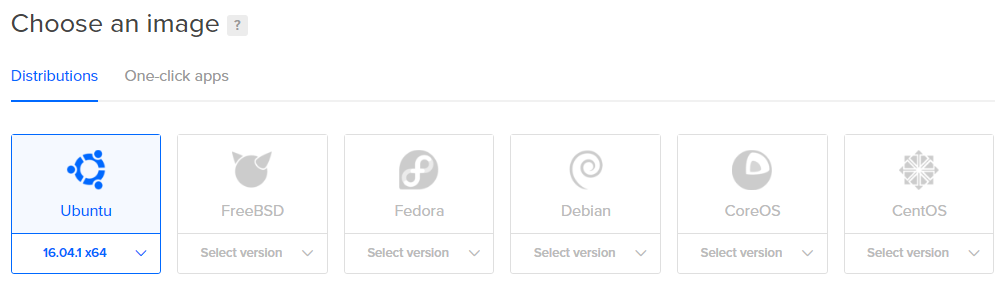 Choose an image ?
Distributions One-click apps
Ubuntu FreeBSD Fedora Debian CoreOS CentOS
16.04.1 x64 Select version Select version Select version Select version Select version